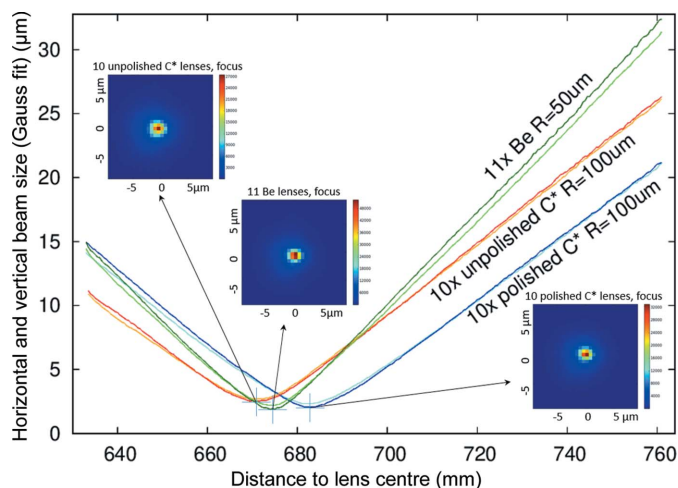 Horizontal and vertical beam size (Gauss fit) (μm)
30
25
20
15
10
5
0
10 unpolished C* lenses, focus
5 μm
0
-5
-5 0 5μm
11 Be lenses, focus
5 μm
0
-5
-5 0 5μm
10 polished C* lenses, focus
5 μm
0
-5
-5 0 5μm
11x Be R=50um
10x unpolished C* R=100um
10x polished C* R=100um
640 660 680 700 720 740 760
Distance to lens centre (mm)